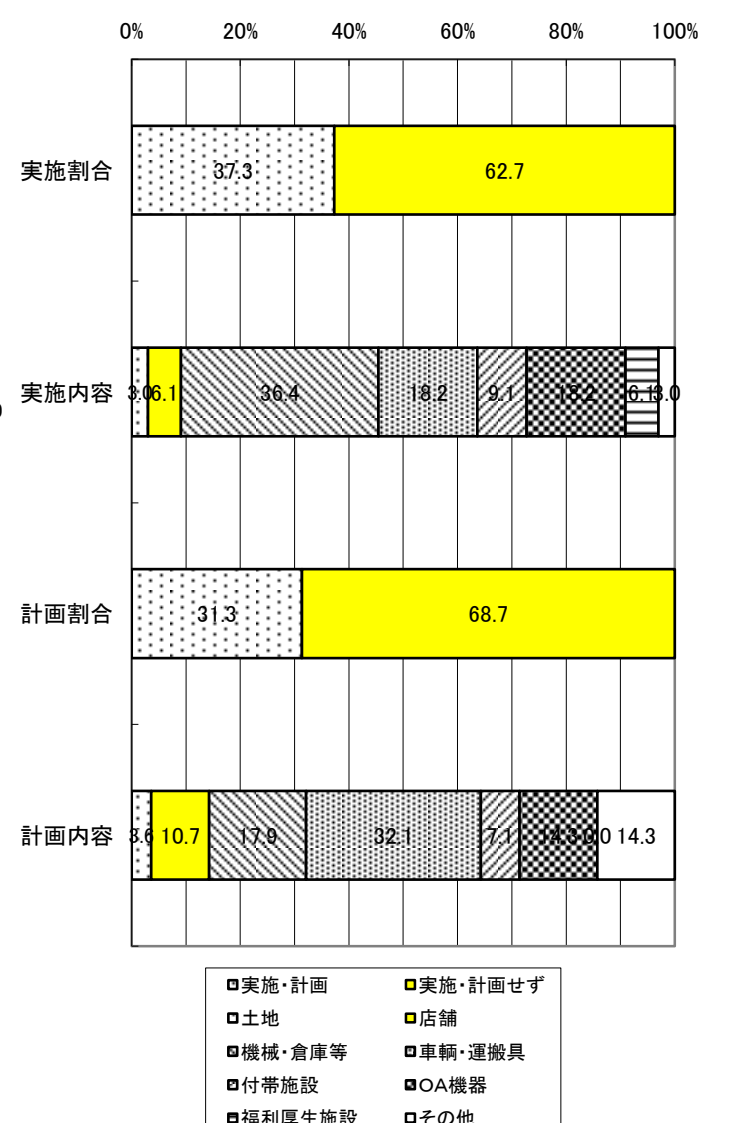 0% 20% 40% 60% 80% 100%
実施割合 37.3 62.7
実施内容 3.0 6.1 36.4 18.2 9.1 18.2 6.1 3.0
計画割合 31.3 68.7
計画内容 3.6 10.7 17.9 32.1 7.1 14.3 0.0 14.3
実施・計画 実施・計画せず
土地 店舗
機械・倉庫等 車輌・運搬具
付帯施設 OA機器
福利厚生施設 その他